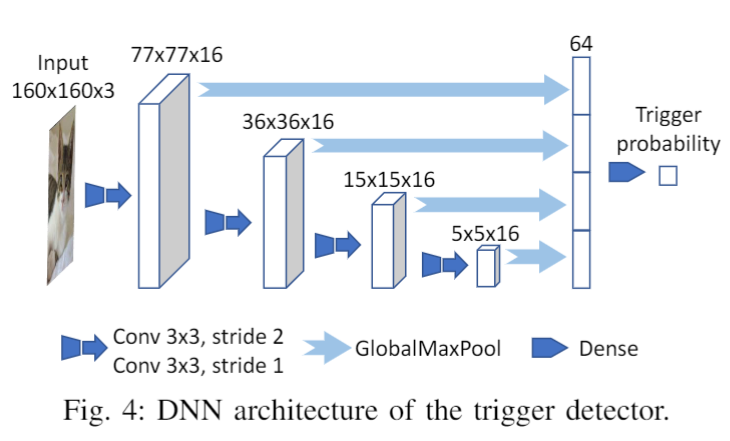 Input
160x160x3
77x77x16
36x36x16
15x15x16
5x5x16
64
Trigger
probability
Conv 3x3, stride 2
Conv 3x3, stride 1
GlobalMaxPool
Dense
Fig. 4: DNN architecture of the trigger detector.